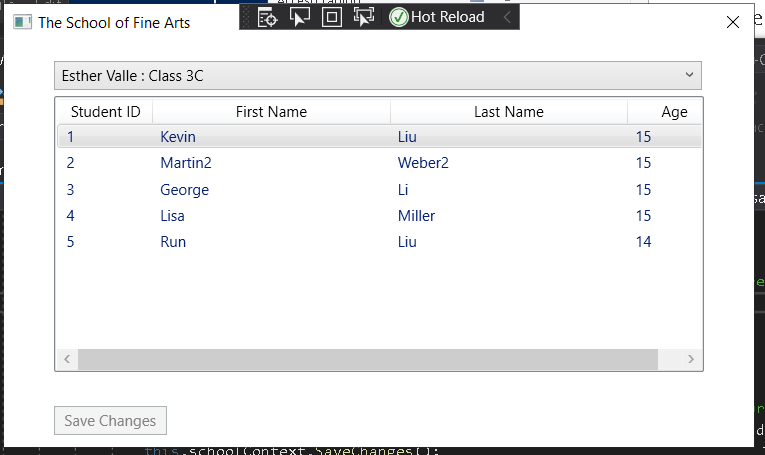 The School of Fine Arts
Hot Reload
Esther Valle : Class 3C
Student ID First Name Last Name Age
1 Kevin Liu 15
2 Martin2 Weber2 15
3 George Li 15
4 Lisa Miller 15
5 Run Liu 14
Save Changes
this.schoolContext.SaveChanges();